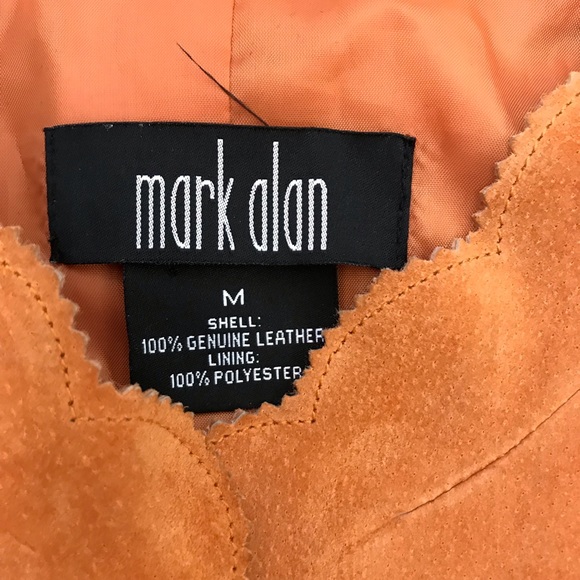 mark alan
M
SHELL:
100% GENUINE LEATHER
LINING:
100% POLYESTER